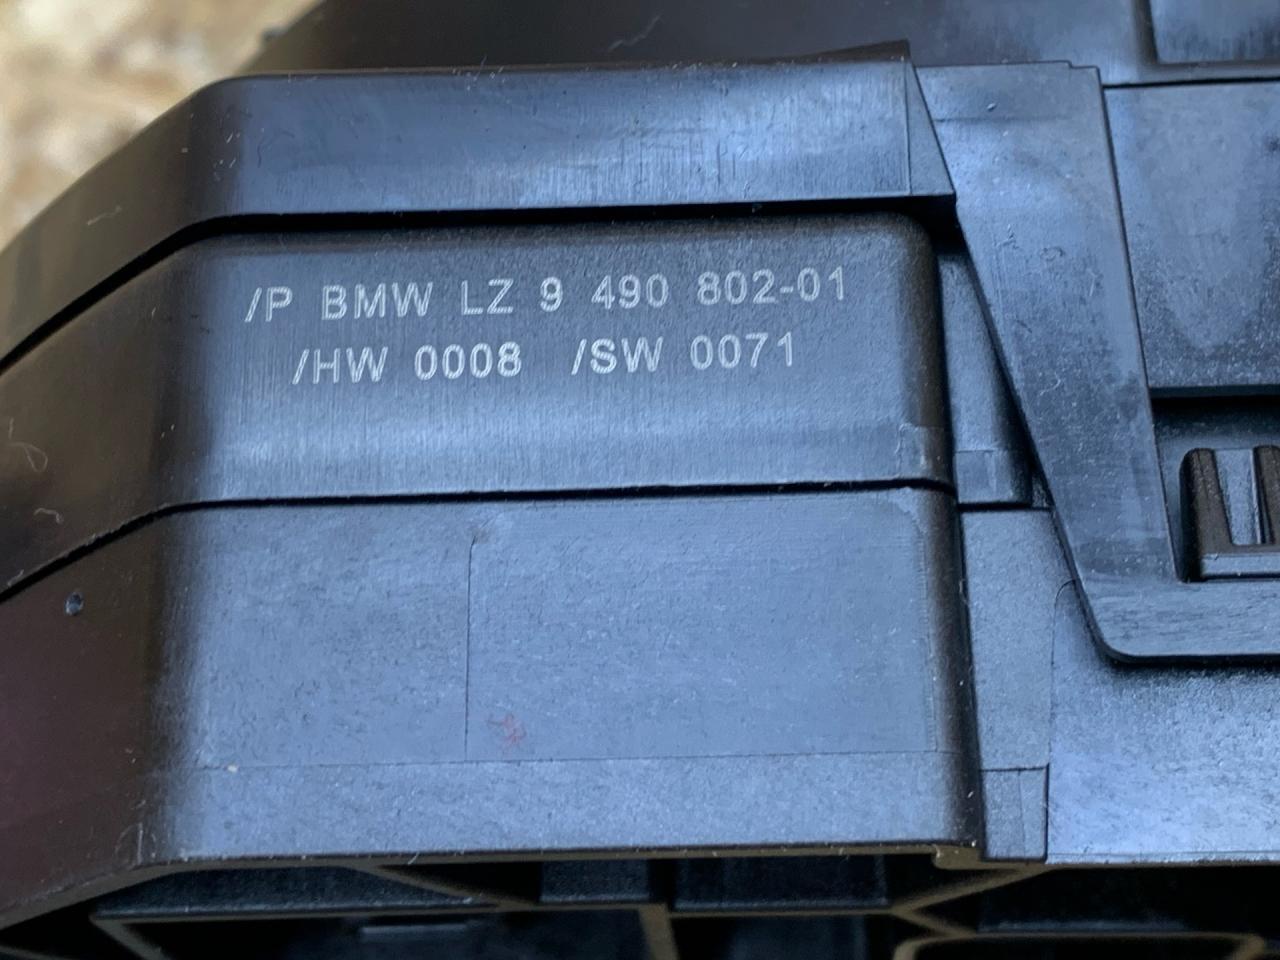 /P BMW LZ 9 490 802-01
/HW 0008 /SW 0071